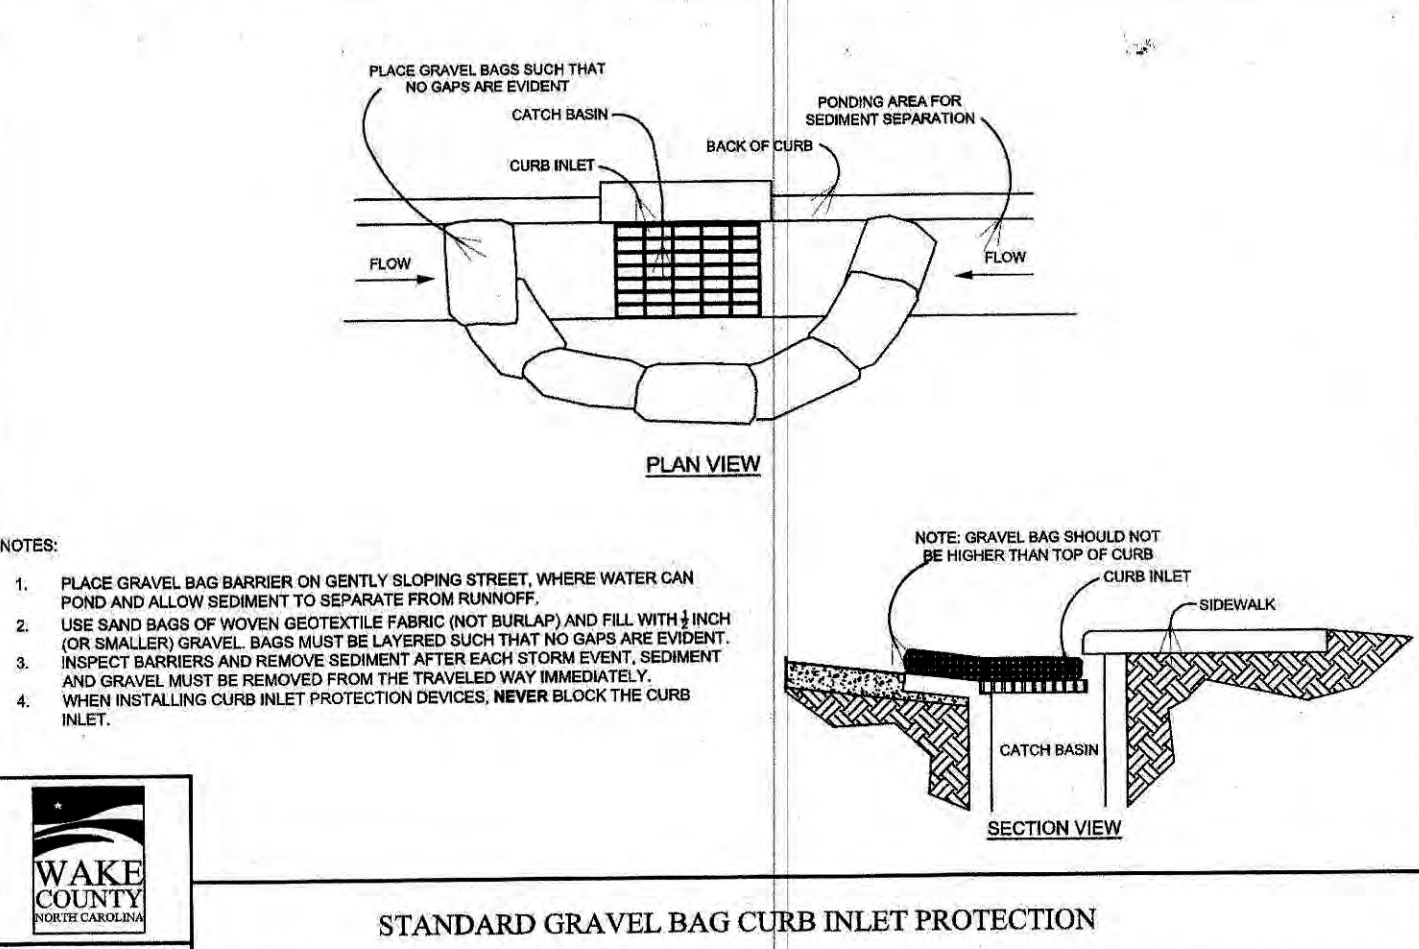 PLACE GRAVEL BAGS SUCH THAT
NO GAPS ARE EVIDENT
CATCH BASIN
CURB INLET
BACK OF CURB
PONDING AREA FOR
SEDIMENT SEPARATION
FLOW
FLOW
PLAN VIEW
NOTES:
1. PLACE GRAVEL BAG BARRIER ON GENTLY SLOPING STREET, WHERE WATER CAN
POND AND ALLOW SEDIMENT TO SEPARATE FROM RUNNOFF.
2. USE SAND BAGS OF WOVEN GEOTEXTILE FABRIC (NOT BURLAP) AND FILL WITH ½ INCH
(OR SMALLER) GRAVEL. BAGS MUST BE LAYERED SUCH THAT NO GAPS ARE EVIDENT.
3. INSPECT BARRIERS AND REMOVE SEDIMENT AFTER EACH STORM EVENT, SEDIMENT
AND GRAVEL MUST BE REMOVED FROM THE TRAVELED WAY IMMEDIATELY.
4. WHEN INSTALLING CURB INLET PROTECTION DEVICES, NEVER BLOCK THE CURB
INLET.
NOTE: GRAVEL BAG SHOULD NOT
BE HIGHER THAN TOP OF CURB
CURB INLET
SIDEWALK
CATCH BASIN
SECTION VIEW
WAKE
COUNTY
NORTH CAROLINA
STANDARD GRAVEL BAG CURB INLET PROTECTION